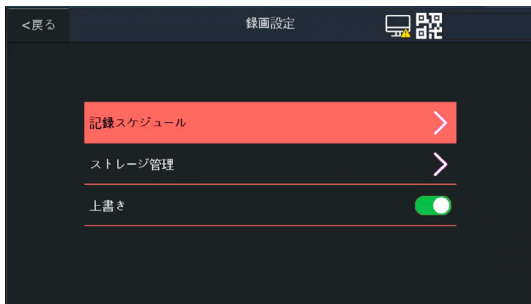 <戻る
録画設定
記録スケジュール
ストレージ管理
上書き